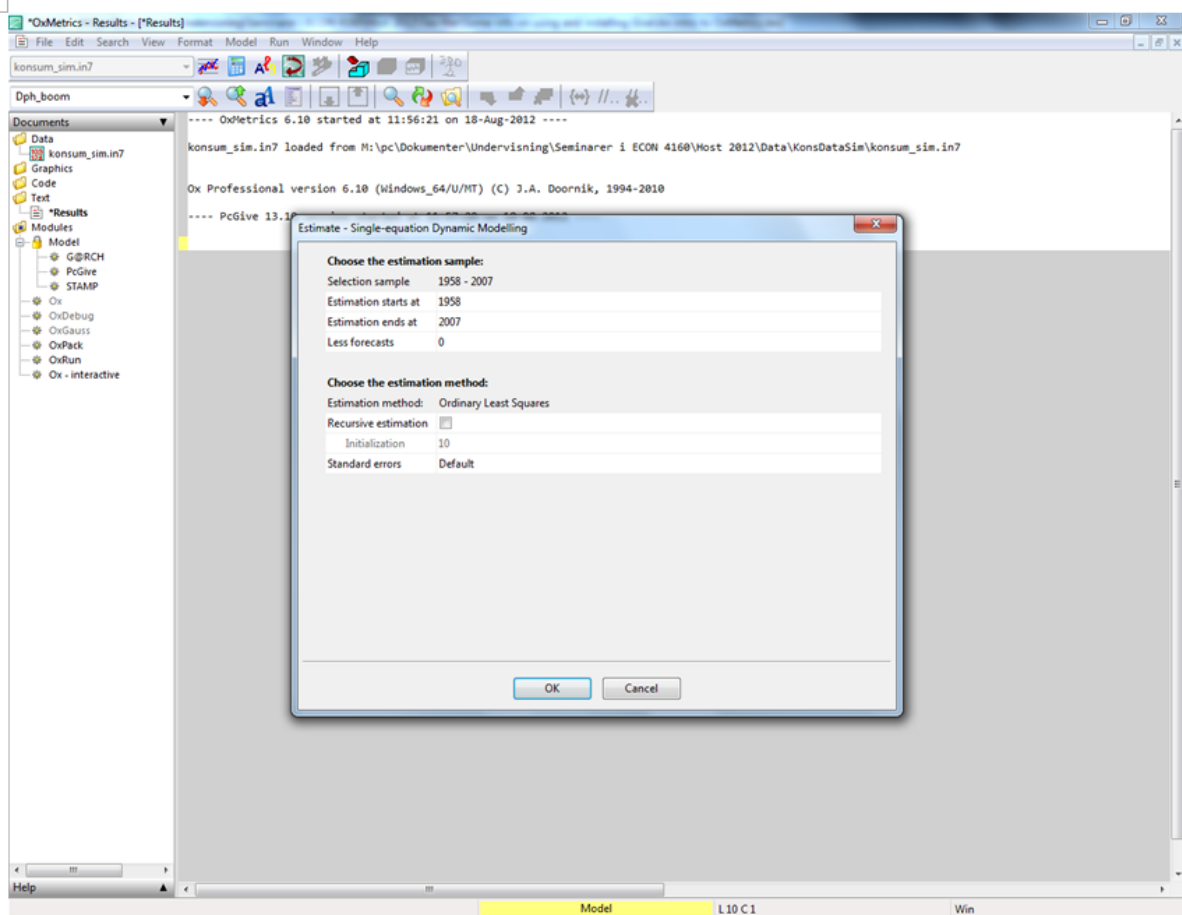 *OxMetrics - Results - [*Results]
File Edit Search View Format Model Run Window Help
konsum_sim.in7
Dph_boom
Documents
Data
konsum_sim.in7
Graphics
Code
Text
*Results
Modules
Model
G@RCH
PcGive
STAMP
Ox
OxDebug
OxGauss
OxPack
OxRun
Ox - interactive
Help
---- OxMetrics 6.10 started at 11:56:21 on 18-Aug-2012 ----
konsum_sim.in7 loaded from M:\pc\Dokumenter\Undervisning\Seminarer i ECON 4160\Host 2012\Data\KonsDataSim\konsum_sim.in7
Ox Professional version 6.10 (Windows_64/U/MT) (C) J.A. Doornik, 1994-2010
---- PcGive 13.10
Estimate - Single-equation Dynamic Modelling
Choose the estimation sample:
Selection sample 1958 - 2007
Estimation starts at 1958
Estimation ends at 2007
Less forecasts 0
Choose the estimation method:
Estimation method: Ordinary Least Squares
Recursive estimation
Initialization 10
Standard errors Default
OK Cancel
Model L 10 C 1 Win